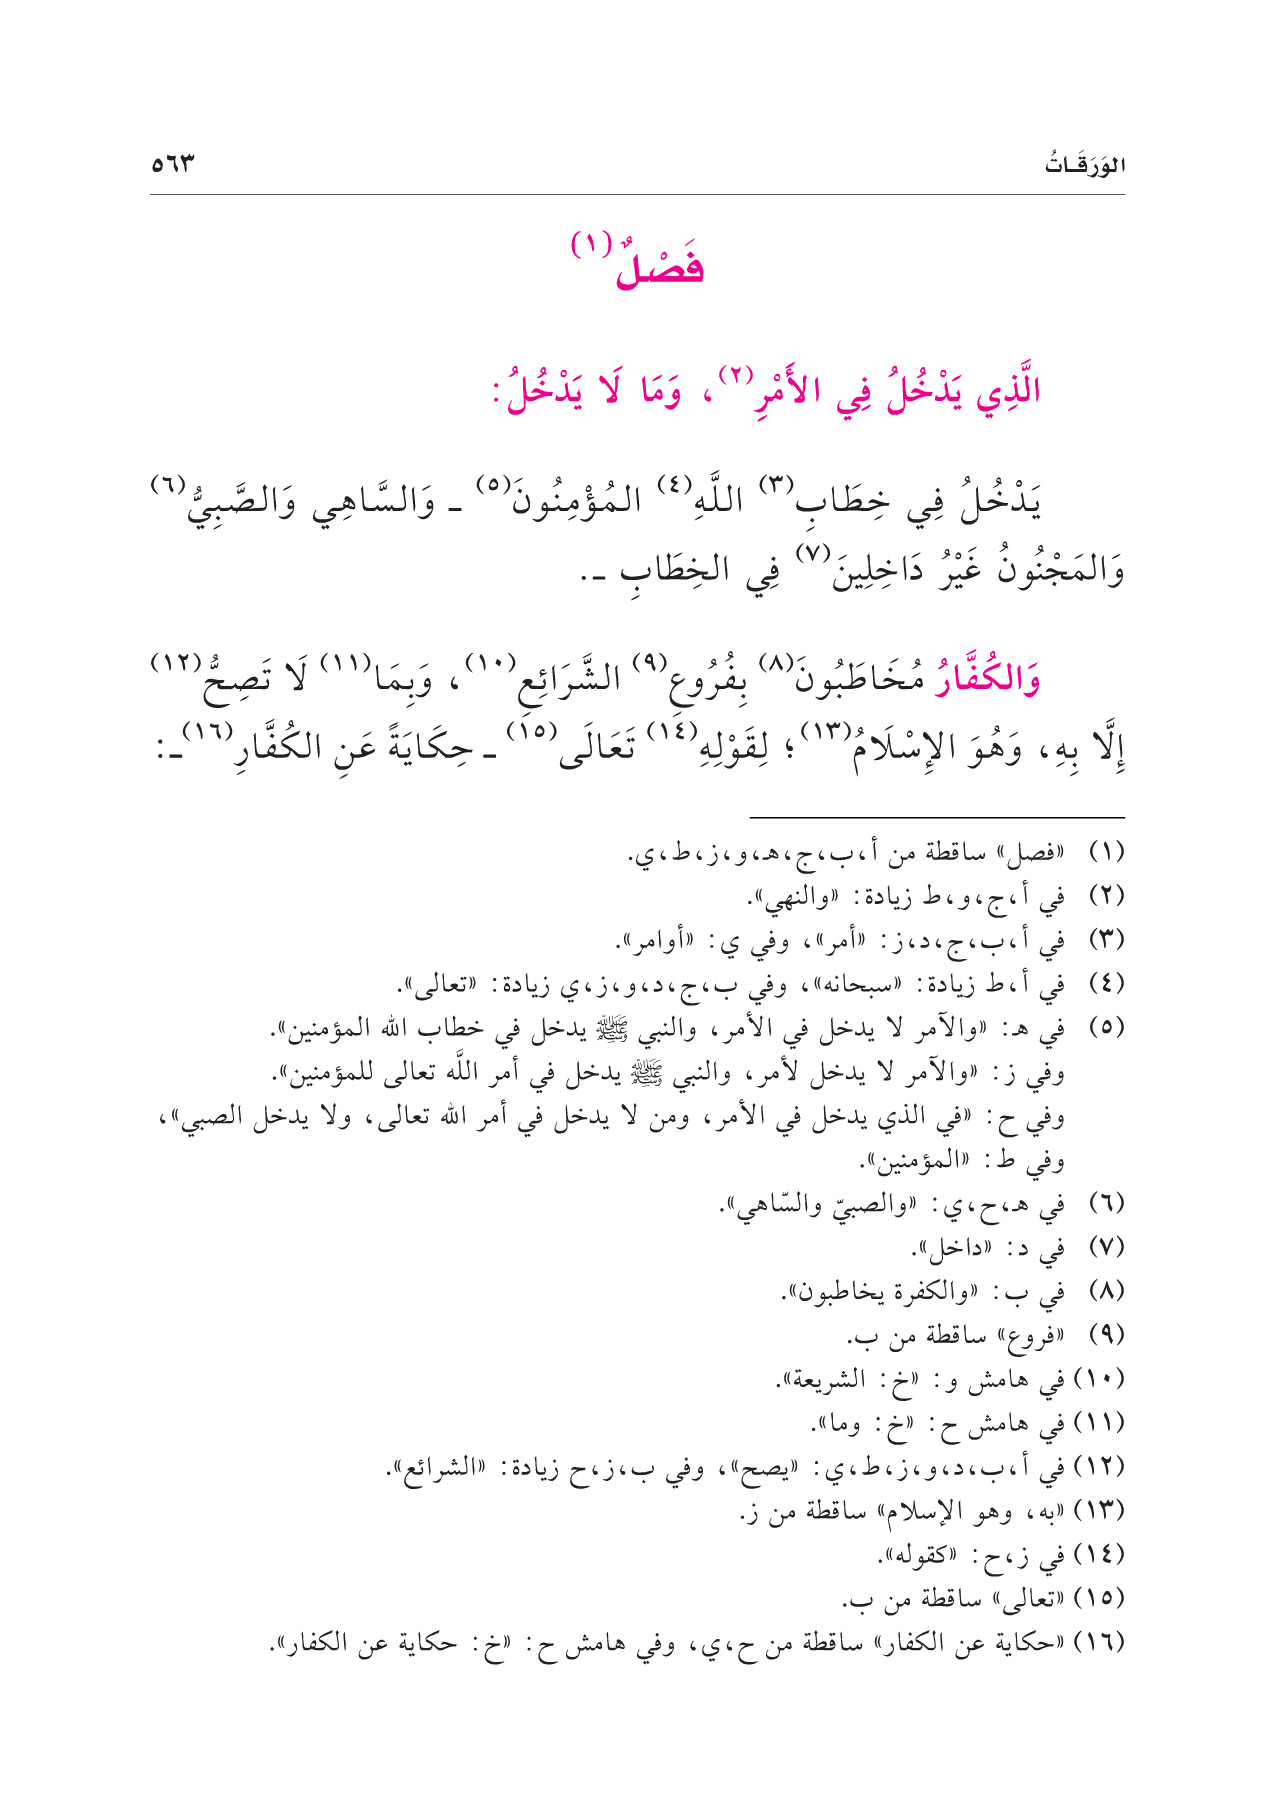 الوَرَقَـاتُ ٥٦٣
فَصْلٌ(١)
الَّذِي يَدْخُلُ فِي الأَمْرِ(٢)، وَمَا لَا يَدْخُلُ:
يَدْخُلُ فِي خِطَابِ(٣) اللَّهِ(٤) المُؤْمِنُونَ(٥) ـ وَالسَّاهِي وَالصَّبِيُّ(٦)
وَالمَجْنُونُ غَيْرُ دَاخِلِينَ(٧) فِي الخِطَابِ ـ.
وَالكُفَّارُ مُخَاطَبُونَ(٨) بِفُرُوعِ(٩) الشَّرَائِعِ(١٠)، وَبِمَا(١١) لَا تَصِحُّ(١٢)
إِلَّا بِهِ، وَهُوَ الإِسْلَامُ(١٣)؛ لِقَوْلِهِ(١٤) تَعَالَى(١٥) ـ حِكَايَةً عَنِ الكُفَّارِ(١٦)ـ:
(١) «فصل» ساقطة من أ،ب،ج،هـ،و،ز،ط،ي.
(٢) في أ،ج،و،ط زيادة: «والنهي».
(٣) في أ،ب،ج،د،ز: «أمر»، وفي ي: «أوامر».
(٤) في أ،ط زيادة: «سبحانه»، وفي ب،ج،د،و،ز،ي زيادة: «تعالى».
(٥) في هـ: «والآمر لا يدخل في الأمر، والنبي ﷺ يدخل في خطاب الله المؤمنين».
وفي ز: «والآمر لا يدخل لأمر، والنبي ﷺ يدخل في أمر اللَّه تعالى للمؤمنين».
وفي ح: «في الذي يدخل في الأمر، ومن لا يدخل في أمر الله تعالى، ولا يدخل الصبي»،
وفي ط: «المؤمنين».
(٦) في هـ،ح،ي: «والصبيّ والسّاهي».
(٧) في د: «داخل».
(٨) في ب: «والكفرة يخاطبون».
(٩) «فروع» ساقطة من ب.
(١٠) في هامش و: «خ: الشريعة».
(١١) في هامش ح: «خ: وما».
(١٢) في أ،ب،د،و،ز،ط،ي: «يصح»، وفي ب،ز،ح زيادة: «الشرائع».
(١٣) «به، وهو الإسلام» ساقطة من ز.
(١٤) في ز،ح: «كقوله».
(١٥) «تعالى» ساقطة من ب.
(١٦) «حكاية عن الكفار» ساقطة من ح،ي، وفي هامش ح: «خ: حكاية عن الكفار».